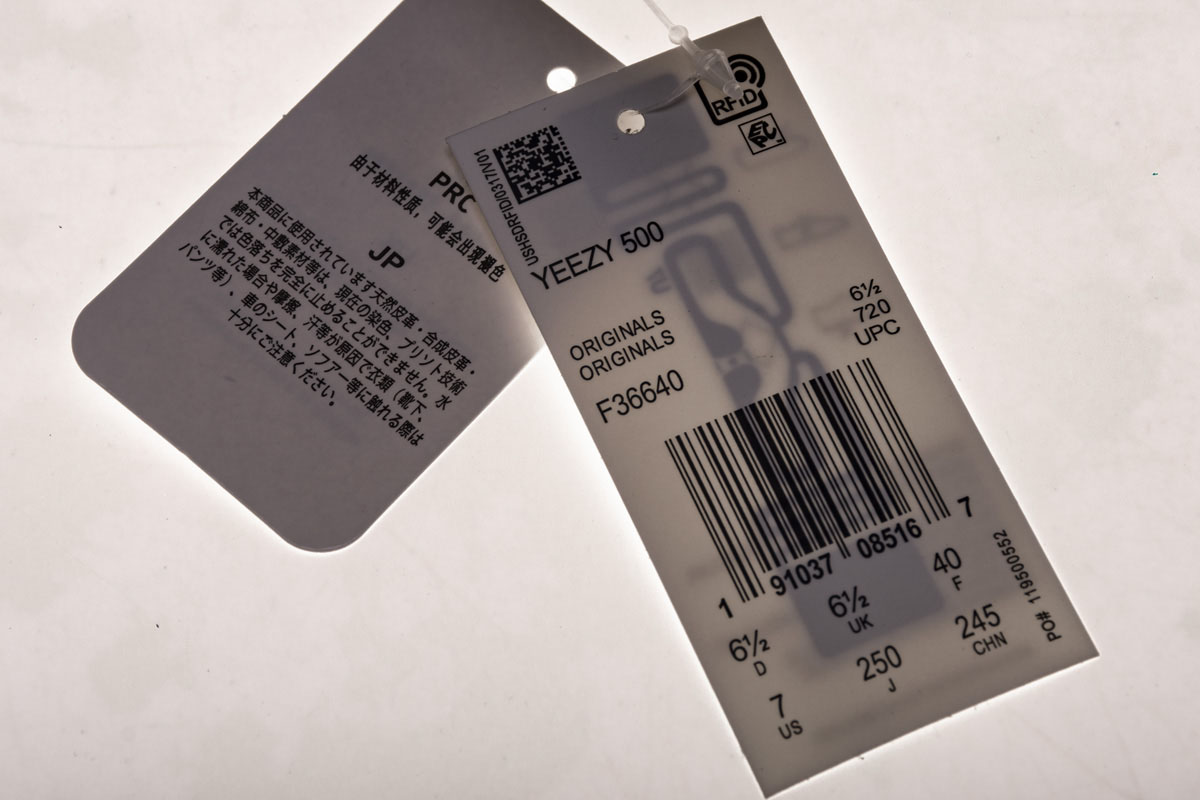 PRC
由于材料性质，可能会出现褪色
JP
本商品に使用されています天然皮革・合成皮革・
綿布・中敷素材等は、現在の染色、プリント技術
では色落ちを完全に止めることができません。水
に濡れた場合や摩擦、汗等が原因で衣類（靴下、
パンツ等）、車のシート、ソファー等に触れる際は
十分にご注意ください。
RFID
EPC
USHSDRFID/0317/V01
YEEZY 500
ORIGINALS
ORIGINALS
F36640
6½
720
UPC
1 91037 08516 7
6½
D
6½
UK
40
F
7
US
250
J
245
CHN
PO# 119500552